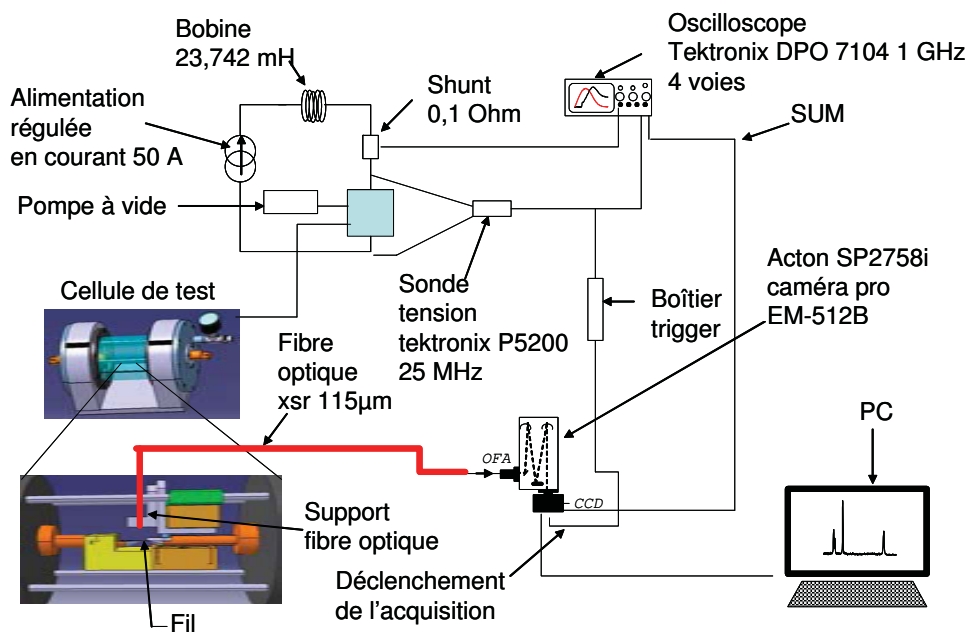 Bobine
23,742 mH
Oscilloscope
Tektronix DPO 7104 1 GHz
4 voies
Shunt
0,1 Ohm
Alimentation
régulée
en courant 50 A
SUM
Pompe à vide
Cellule de test
Sonde
tension
tektronix P5200
25 MHz
Boîtier
trigger
Acton SP2758i
caméra pro
EM-512B
Fibre
optique
xsr 115µm
PC
OFA
CCD
Support
fibre optique
Déclenchement
de l'acquisition
Fil